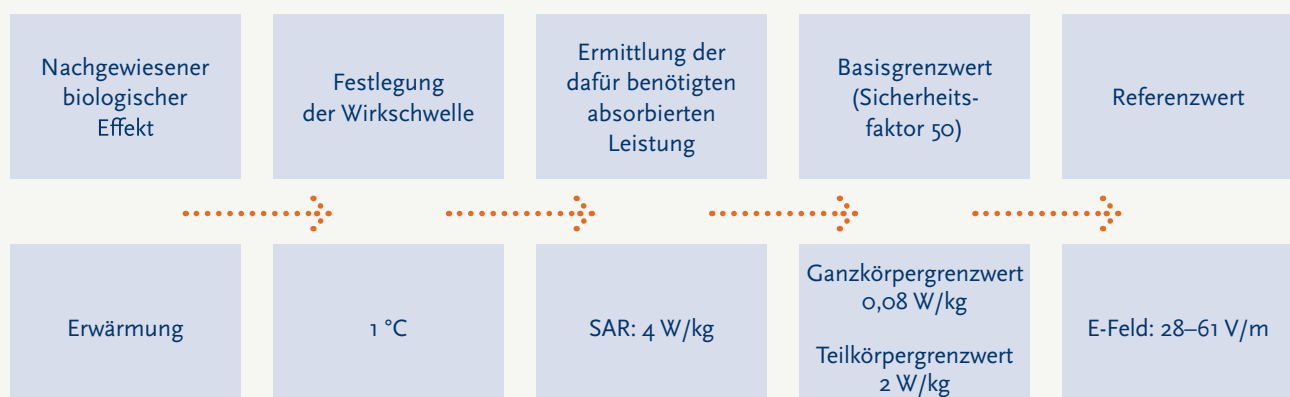 Nachgewiesener
biologischer
Effekt
Festlegung
der Wirkschwelle
Ermittlung der
dafür benötigten
absorbierten
Leistung
Basisgrenzwert
(Sicherheits-
faktor 50)
Referenzwert
Erwärmung
1 °C
SAR: 4 W/kg
Ganzkörpergrenzwert
0,08 W/kg
Teilkörpergrenzwert
2 W/kg
E-Feld: 28–61 V/m